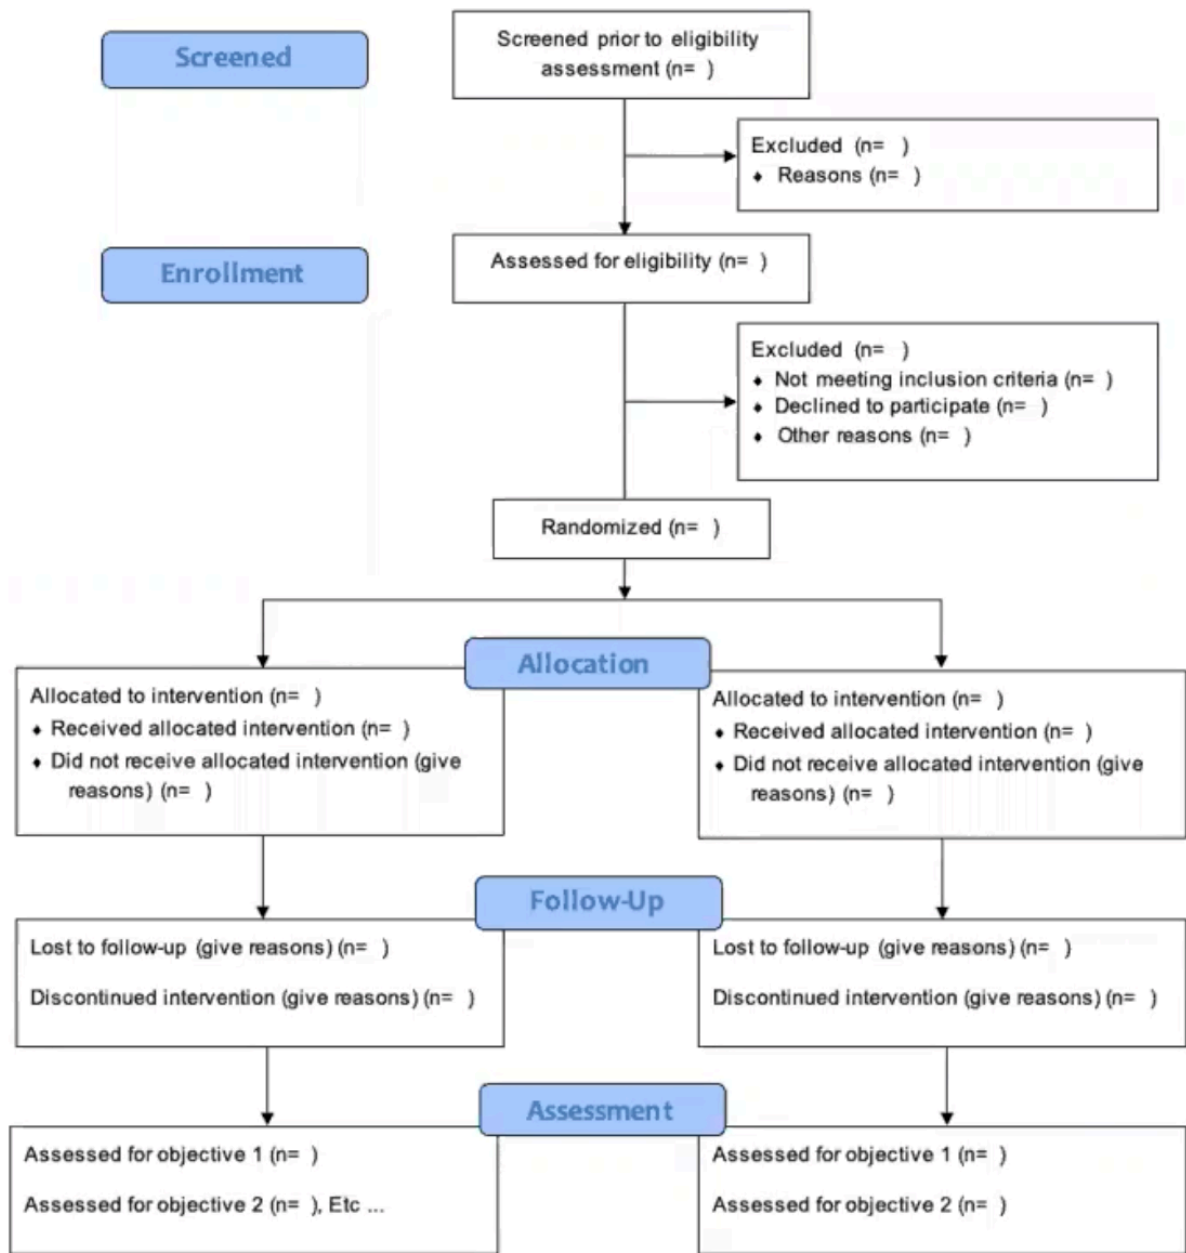 Screened
Screened prior to eligibility
assessment (n=  )
Excluded (n=  )
♦ Reasons (n=  )
Enrollment
Assessed for eligibility (n=  )
Excluded (n=  )
♦ Not meeting inclusion criteria (n=  )
♦ Declined to participate (n=  )
♦ Other reasons (n=  )
Randomized (n=  )
Allocation
Allocated to intervention (n=  )
♦ Received allocated intervention (n=  )
♦ Did not receive allocated intervention (give
reasons) (n=  )
Allocated to intervention (n=  )
♦ Received allocated intervention (n=  )
♦ Did not receive allocated intervention (give
reasons) (n=  )
Follow-Up
Lost to follow-up (give reasons) (n=  )
Discontinued intervention (give reasons) (n=  )
Lost to follow-up (give reasons) (n=  )
Discontinued intervention (give reasons) (n=  )
Assessment
Assessed for objective 1 (n=  )
Assessed for objective 2 (n=  ), Etc ...
Assessed for objective 1 (n=  )
Assessed for objective 2 (n=  )